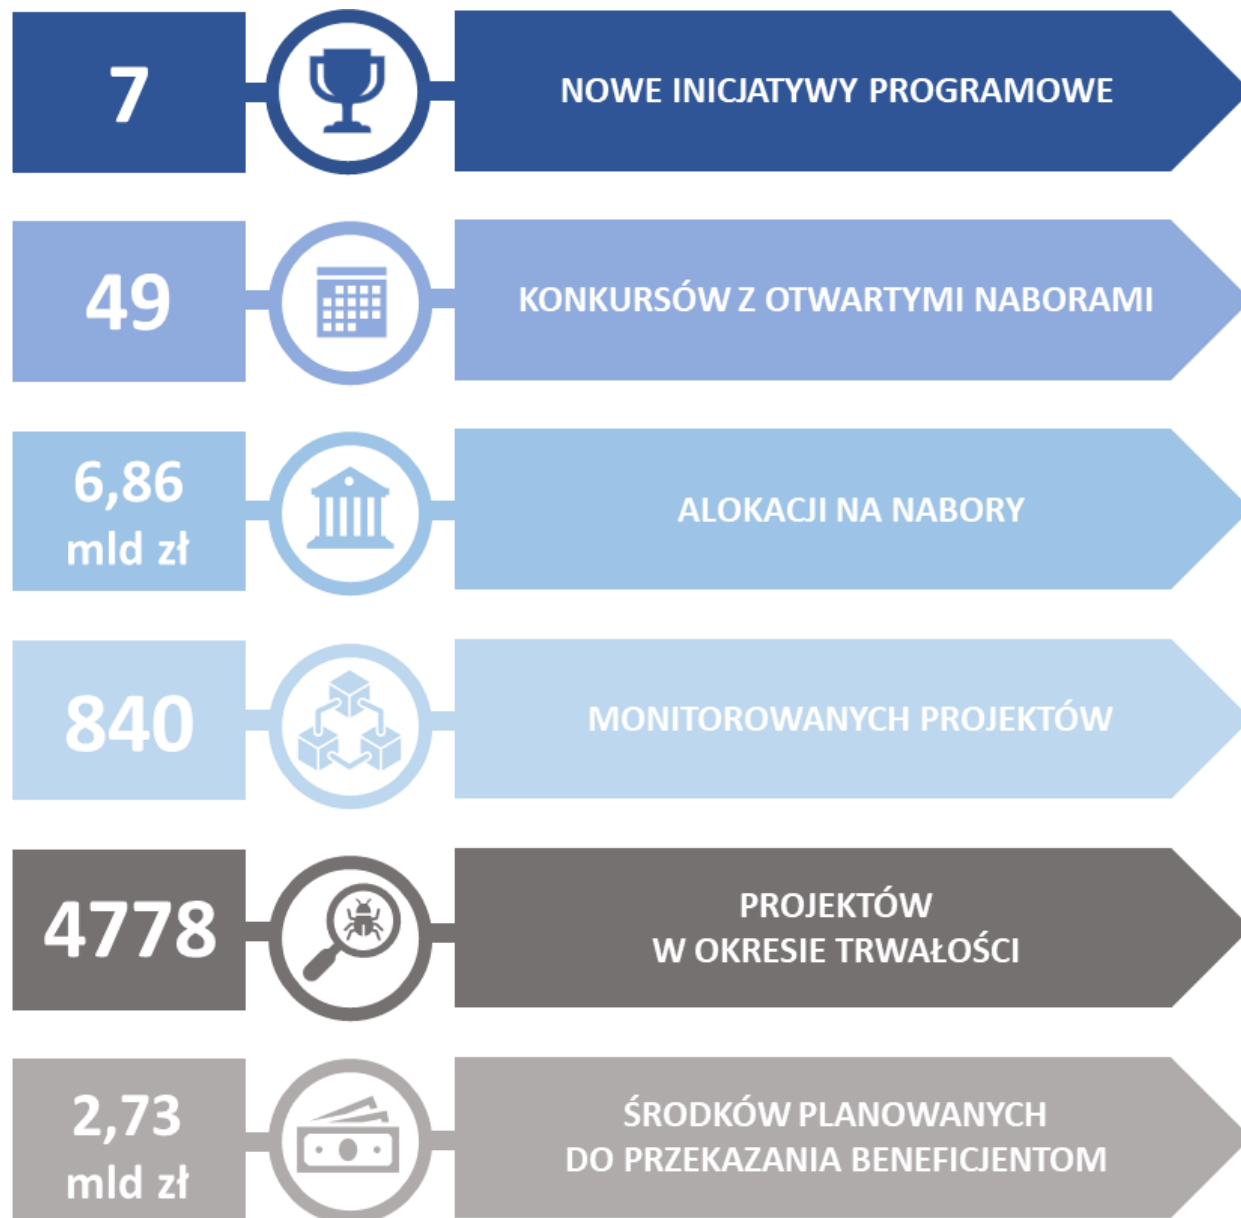 7
NOWE INICJATYWY PROGRAMOWE
49
KONKURSÓW Z OTWARTYMI NABORAMI
6,86
mld zł
ALOKACJI NA NABORY
840
MONITOROWANYCH PROJEKTÓW
4778
PROJEKTÓW
W OKRESIE TRWAŁOŚCI
2,73
mld zł
ŚRODKÓW PLANOWANYCH
DO PRZEKAZANIA BENEFICJENTOM